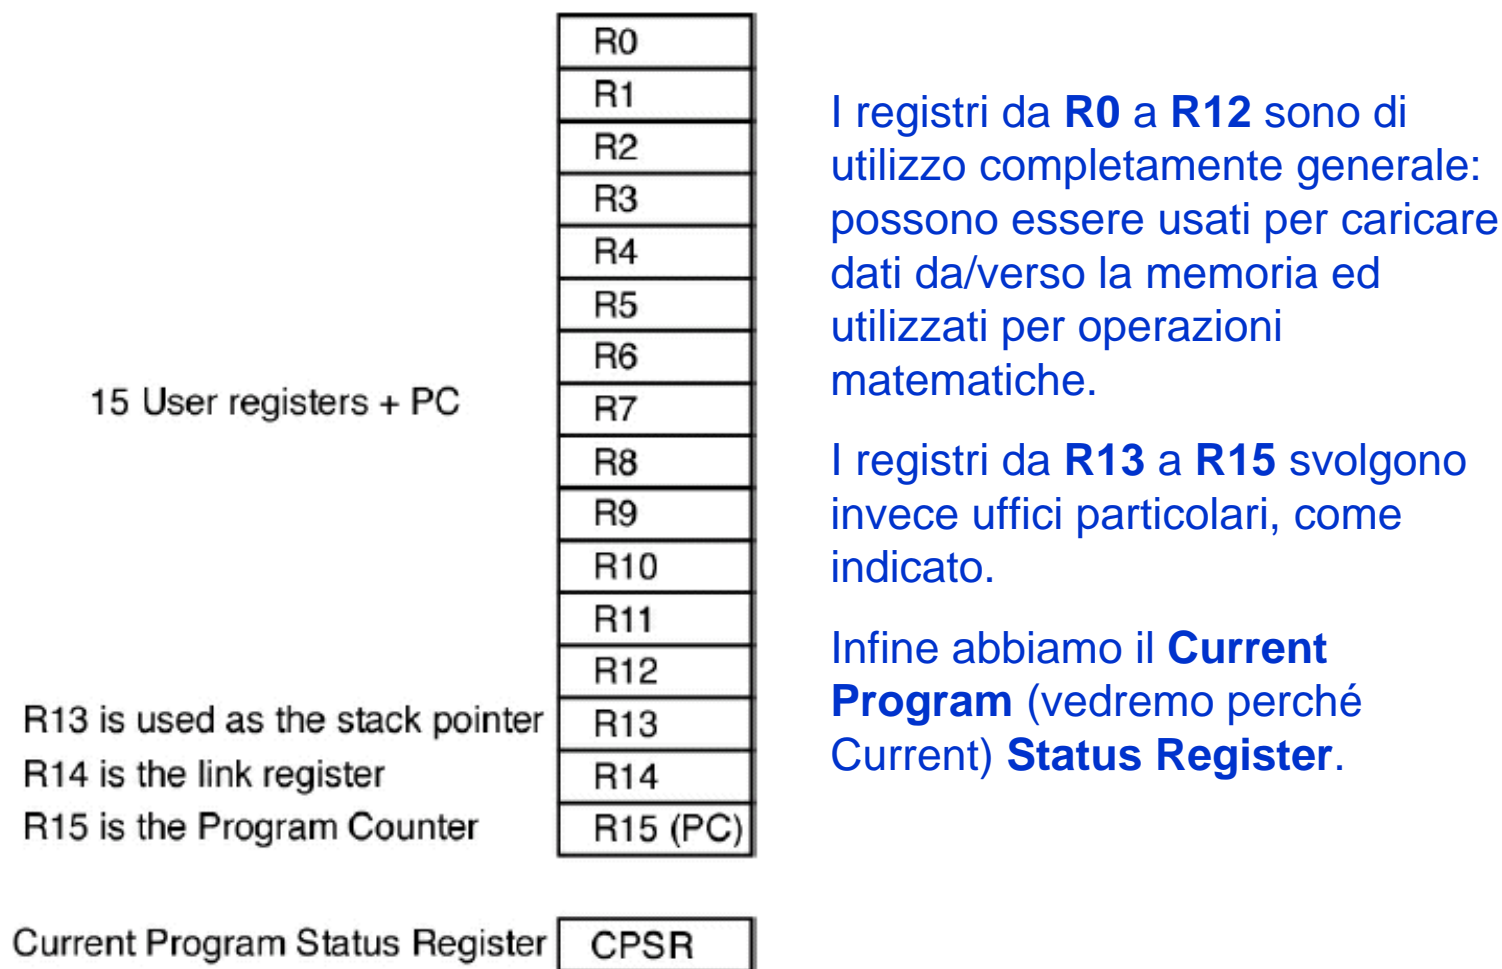 R0
R1
R2
R3
R4
R5
R6
15 User registers + PC
R7
R8
R9
R10
R11
R12
R13 is used as the stack pointer
R13
R14 is the link register
R14
R15 is the Program Counter
R15 (PC)
Current Program Status Register
CPSR
I registri da R0 a R12 sono di
utilizzo completamente generale:
possono essere usati per caricare
dati da/verso la memoria ed
utilizzati per operazioni
matematiche.
I registri da R13 a R15 svolgono
invece uffici particolari, come
indicato.
Infine abbiamo il Current
Program (vedremo perché
Current) Status Register.